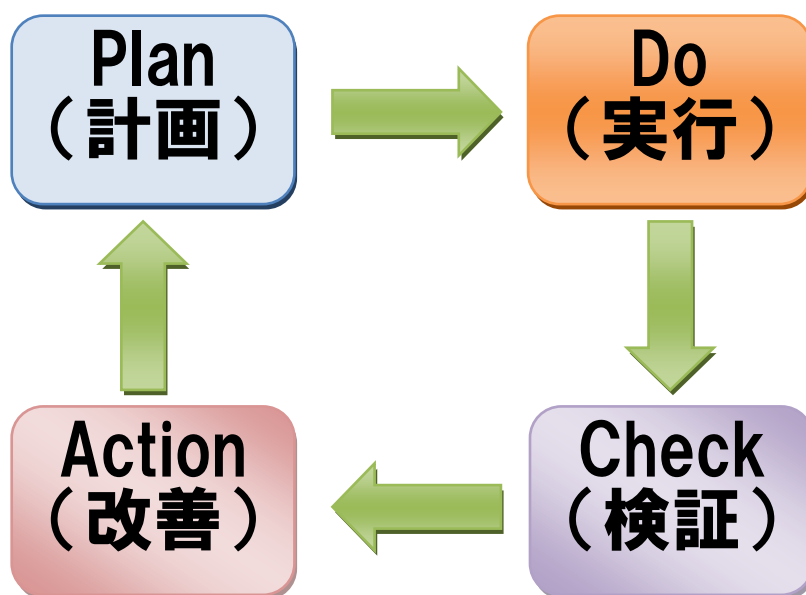 Plan
（計画）
Do
（実行）
Check
（検証）
Action
（改善）